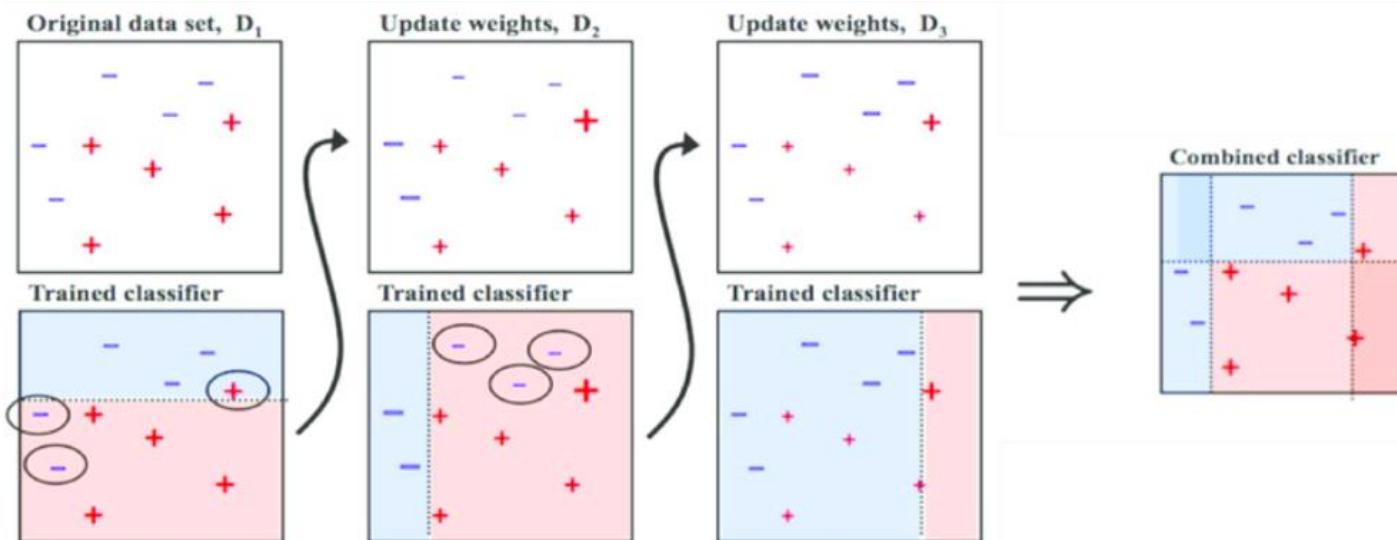 Original data set, D₁
Update weights, D₂
Update weights, D₃
Combined classifier
Trained classifier
Trained classifier
Trained classifier